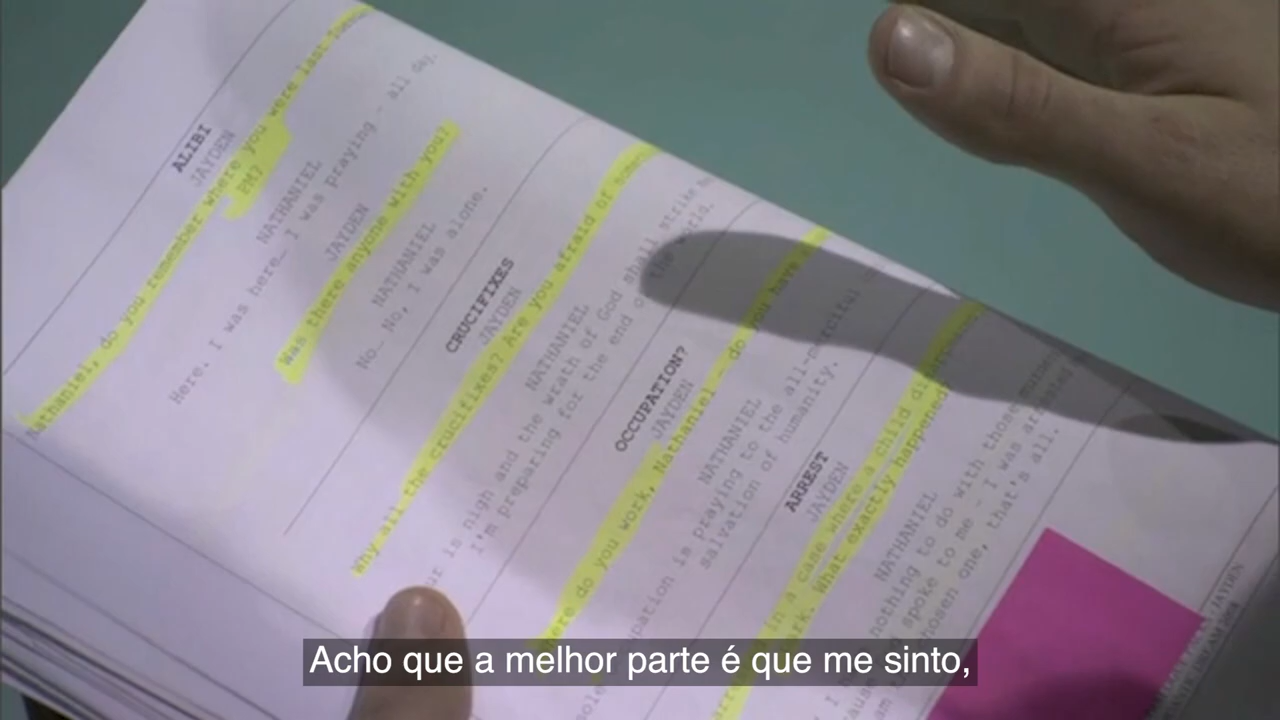 ALIBI
JAYDEN
Nathaniel, do you remember where you were last
PM?
NATHANIEL
Here. I was here… I was praying - all day.
JAYDEN
Was there anyone with you?
NATHANIEL
No… No, I was alone.
CRUCIFIXES
JAYDEN
Why all the crucifixes? Are you afraid of
NATHANIEL
is nigh and the wrath of God shall strike
I'm preparing for the end of the world.
OCCUPATION?
JAYDEN
do you work, Nathaniel - do you have
NATHANIEL
is praying to the all-merciful
salvation of humanity.
ARREST
JAYDEN
in a case where a child
What exactly happened
NATHANIEL
nothing to do with those
spoke to me - I was
chosen one, that's all.
JAYDEN
Acho que a melhor parte é que me sinto,